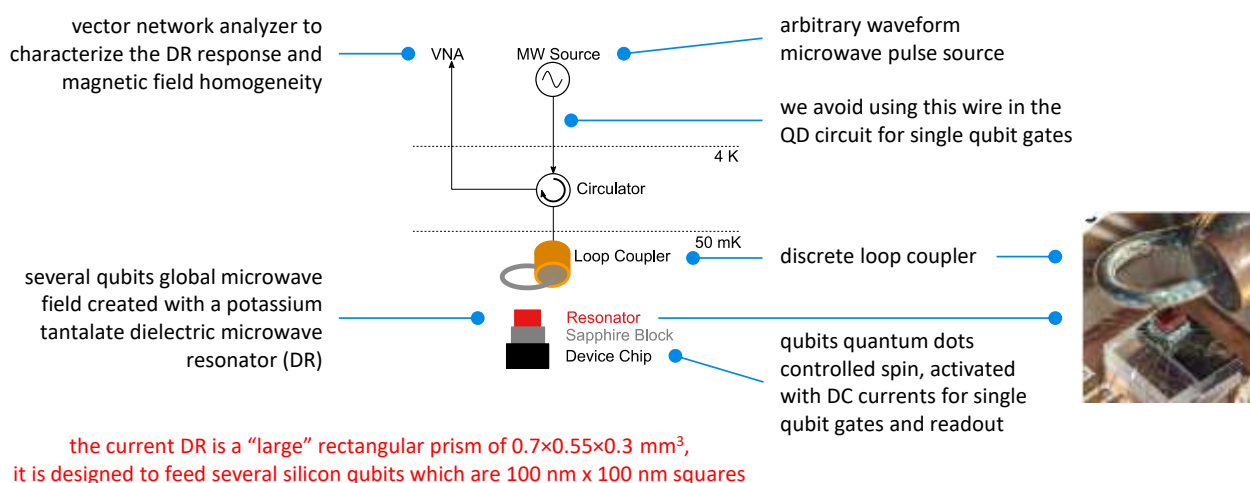 vector network analyzer to
characterize the DR response and
magnetic field homogeneity
VNA
MW Source
arbitrary waveform
microwave pulse source
we avoid using this wire in the
QD circuit for single qubit gates
4 K
Circulator
50 mK
Loop Coupler
discrete loop coupler
several qubits global microwave
field created with a potassium
tantalate dielectric microwave
resonator (DR)
Resonator
Sapphire Block
Device Chip
qubits quantum dots
controlled spin, activated
with DC currents for single
qubit gates and readout
the current DR is a “large” rectangular prism of 0.7×0.55×0.3 mm³,
it is designed to feed several silicon qubits which are 100 nm x 100 nm squares